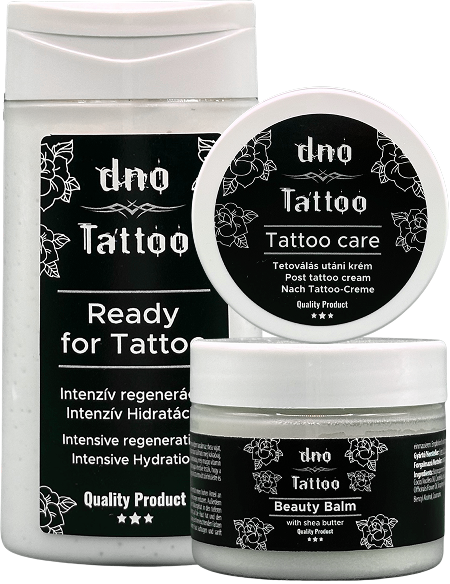 dno
Tattoo
Ready
for Tattoo
Intenzív regenerác
Intenzív Hidratác
Intensive regenerati
Intensive Hydratio
Quality Product
dno
Tattoo
Tattoo care
Tetoválás utáni krém
Post tattoo cream
Nach Tattoo-Creme
Quality Product
dno
Tattoo
Beauty Balm
with shea butter
Quality Product